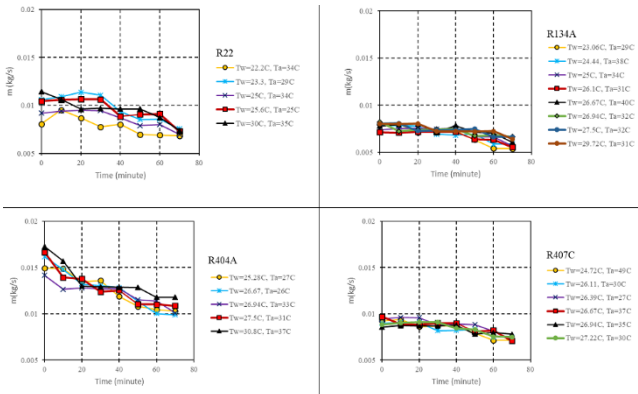 0.02
0.015
0.01
0.005
m (kg/s)
0 20 40 60 80
Time (minute)
R22
Tw=22.2C, Ta=34C
Tw=23.3, Ta=29C
Tw=25C, Ta=34C
Tw=25.6C, Ta=25C
Tw=30C, Ta=35C
0.02
0.015
0.01
0.005
m(kg/s)
0 20 40 60 80
Time (minute)
R134A
Tw=23.06C, Ta=29C
Tw=24.44, Ta=38C
Tw=25C, Ta=34C
Tw=26.1C, Ta=31C
Tw=26.67C, Ta=40C
Tw=26.94C, Ta=32C
Tw=27.5C, Ta=32C
Tw=29.72C, Ta=31C
0.02
0.015
0.01
0.005
m(kg/s)
0 20 40 60 80
Time (minute)
R404A
Tw=25.28C, Ta=27C
Tw=26.67, Ta=26C
Tw=26.94C, Ta=33C
Tw=27.5C, Ta=31C
Tw=30.8C, Ta=37C
0.02
0.015
0.01
0.005
m(kg/s)
0 20 40 60 80
Time (minute)
R407C
Tw=24.72C, Ta=49C
Tw=26.11, Ta=30C
Tw=26.39C, Ta=27C
Tw=26.67C, Ta=37C
Tw=26.94C, Ta=35C
Tw=27.22C, Ta=30C